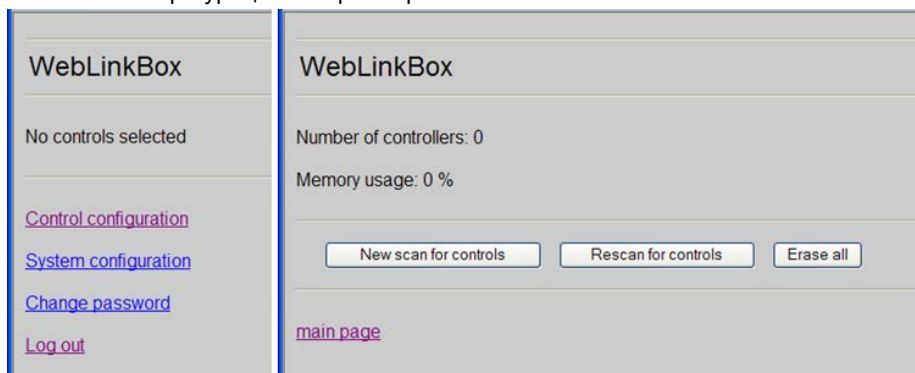 WebLinkBox
No controls selected
Control configuration
System configuration
Change password
Log out
WebLinkBox
Number of controllers: 0
Memory usage: 0 %
New scan for controls Rescan for controls Erase all
main page